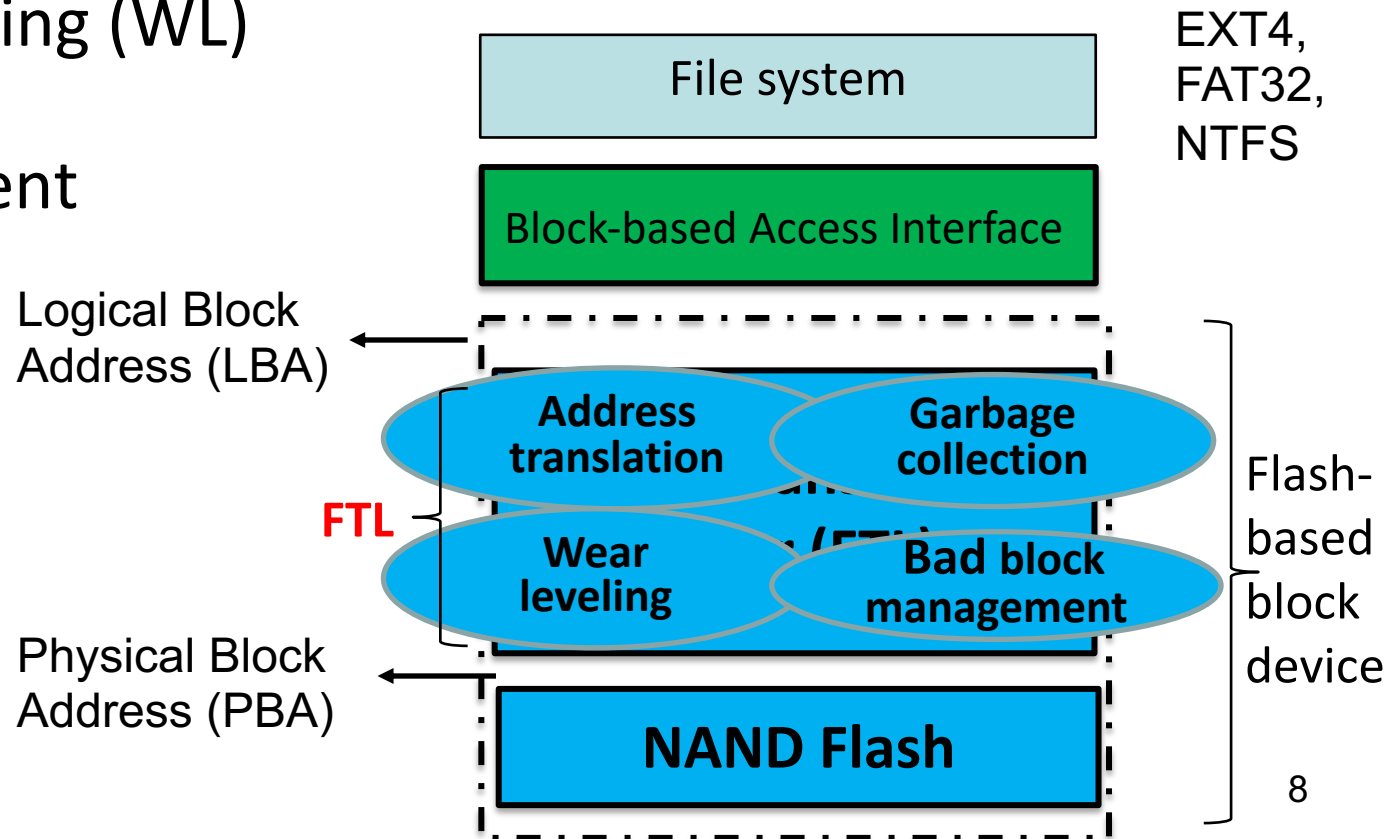 ing (WL)
ent
EXT4,
FAT32,
NTFS
File system
Block-based Access Interface
Logical Block
Address (LBA)
Address
translation
Garbage
collection
FTL
Wear
leveling
Bad block
management
Physical Block
Address (PBA)
NAND Flash
Flash-
based
block
device
8